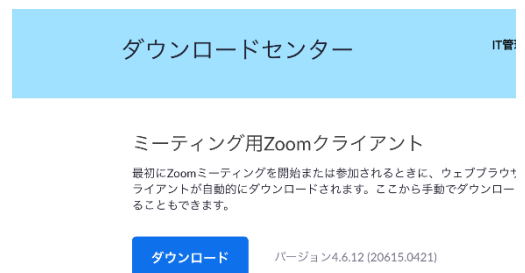 ダウンロードセンター
IT管
ミーティング用Zoomクライアント
最初にZoomミーティングを開始または参加されるときに、ウェブブラウ
ライアントが自動的にダウンロードされます。ここから手動でダウンロー
ることもできます。
ダウンロード
バージョン4.6.12 (20615.0421)